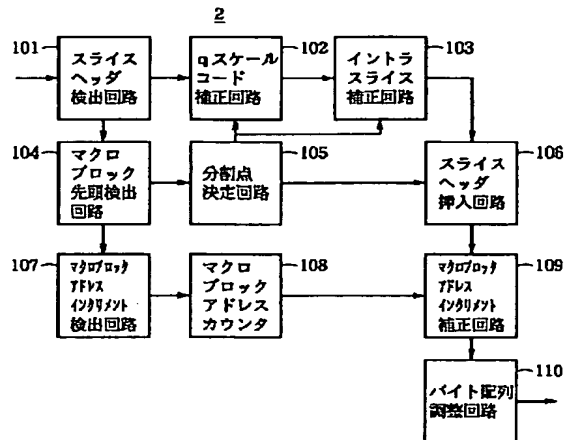 2
101
スライス
ヘッダ
検出回路
qスケール
コード
補正回路
102
イントラ
スライス
補正回路
103
104
マクロ
ブロック
先頭検出
回路
分割点
決定回路
105
スライス
ヘッダ
挿入回路
106
107
マクロブロック
アドレス
インクリメント
検出回路
マクロ
ブロック
アドレス
カウンタ
108
マクロブロック
アドレス
インクリメント
補正回路
109
バイト配列
調整回路
110